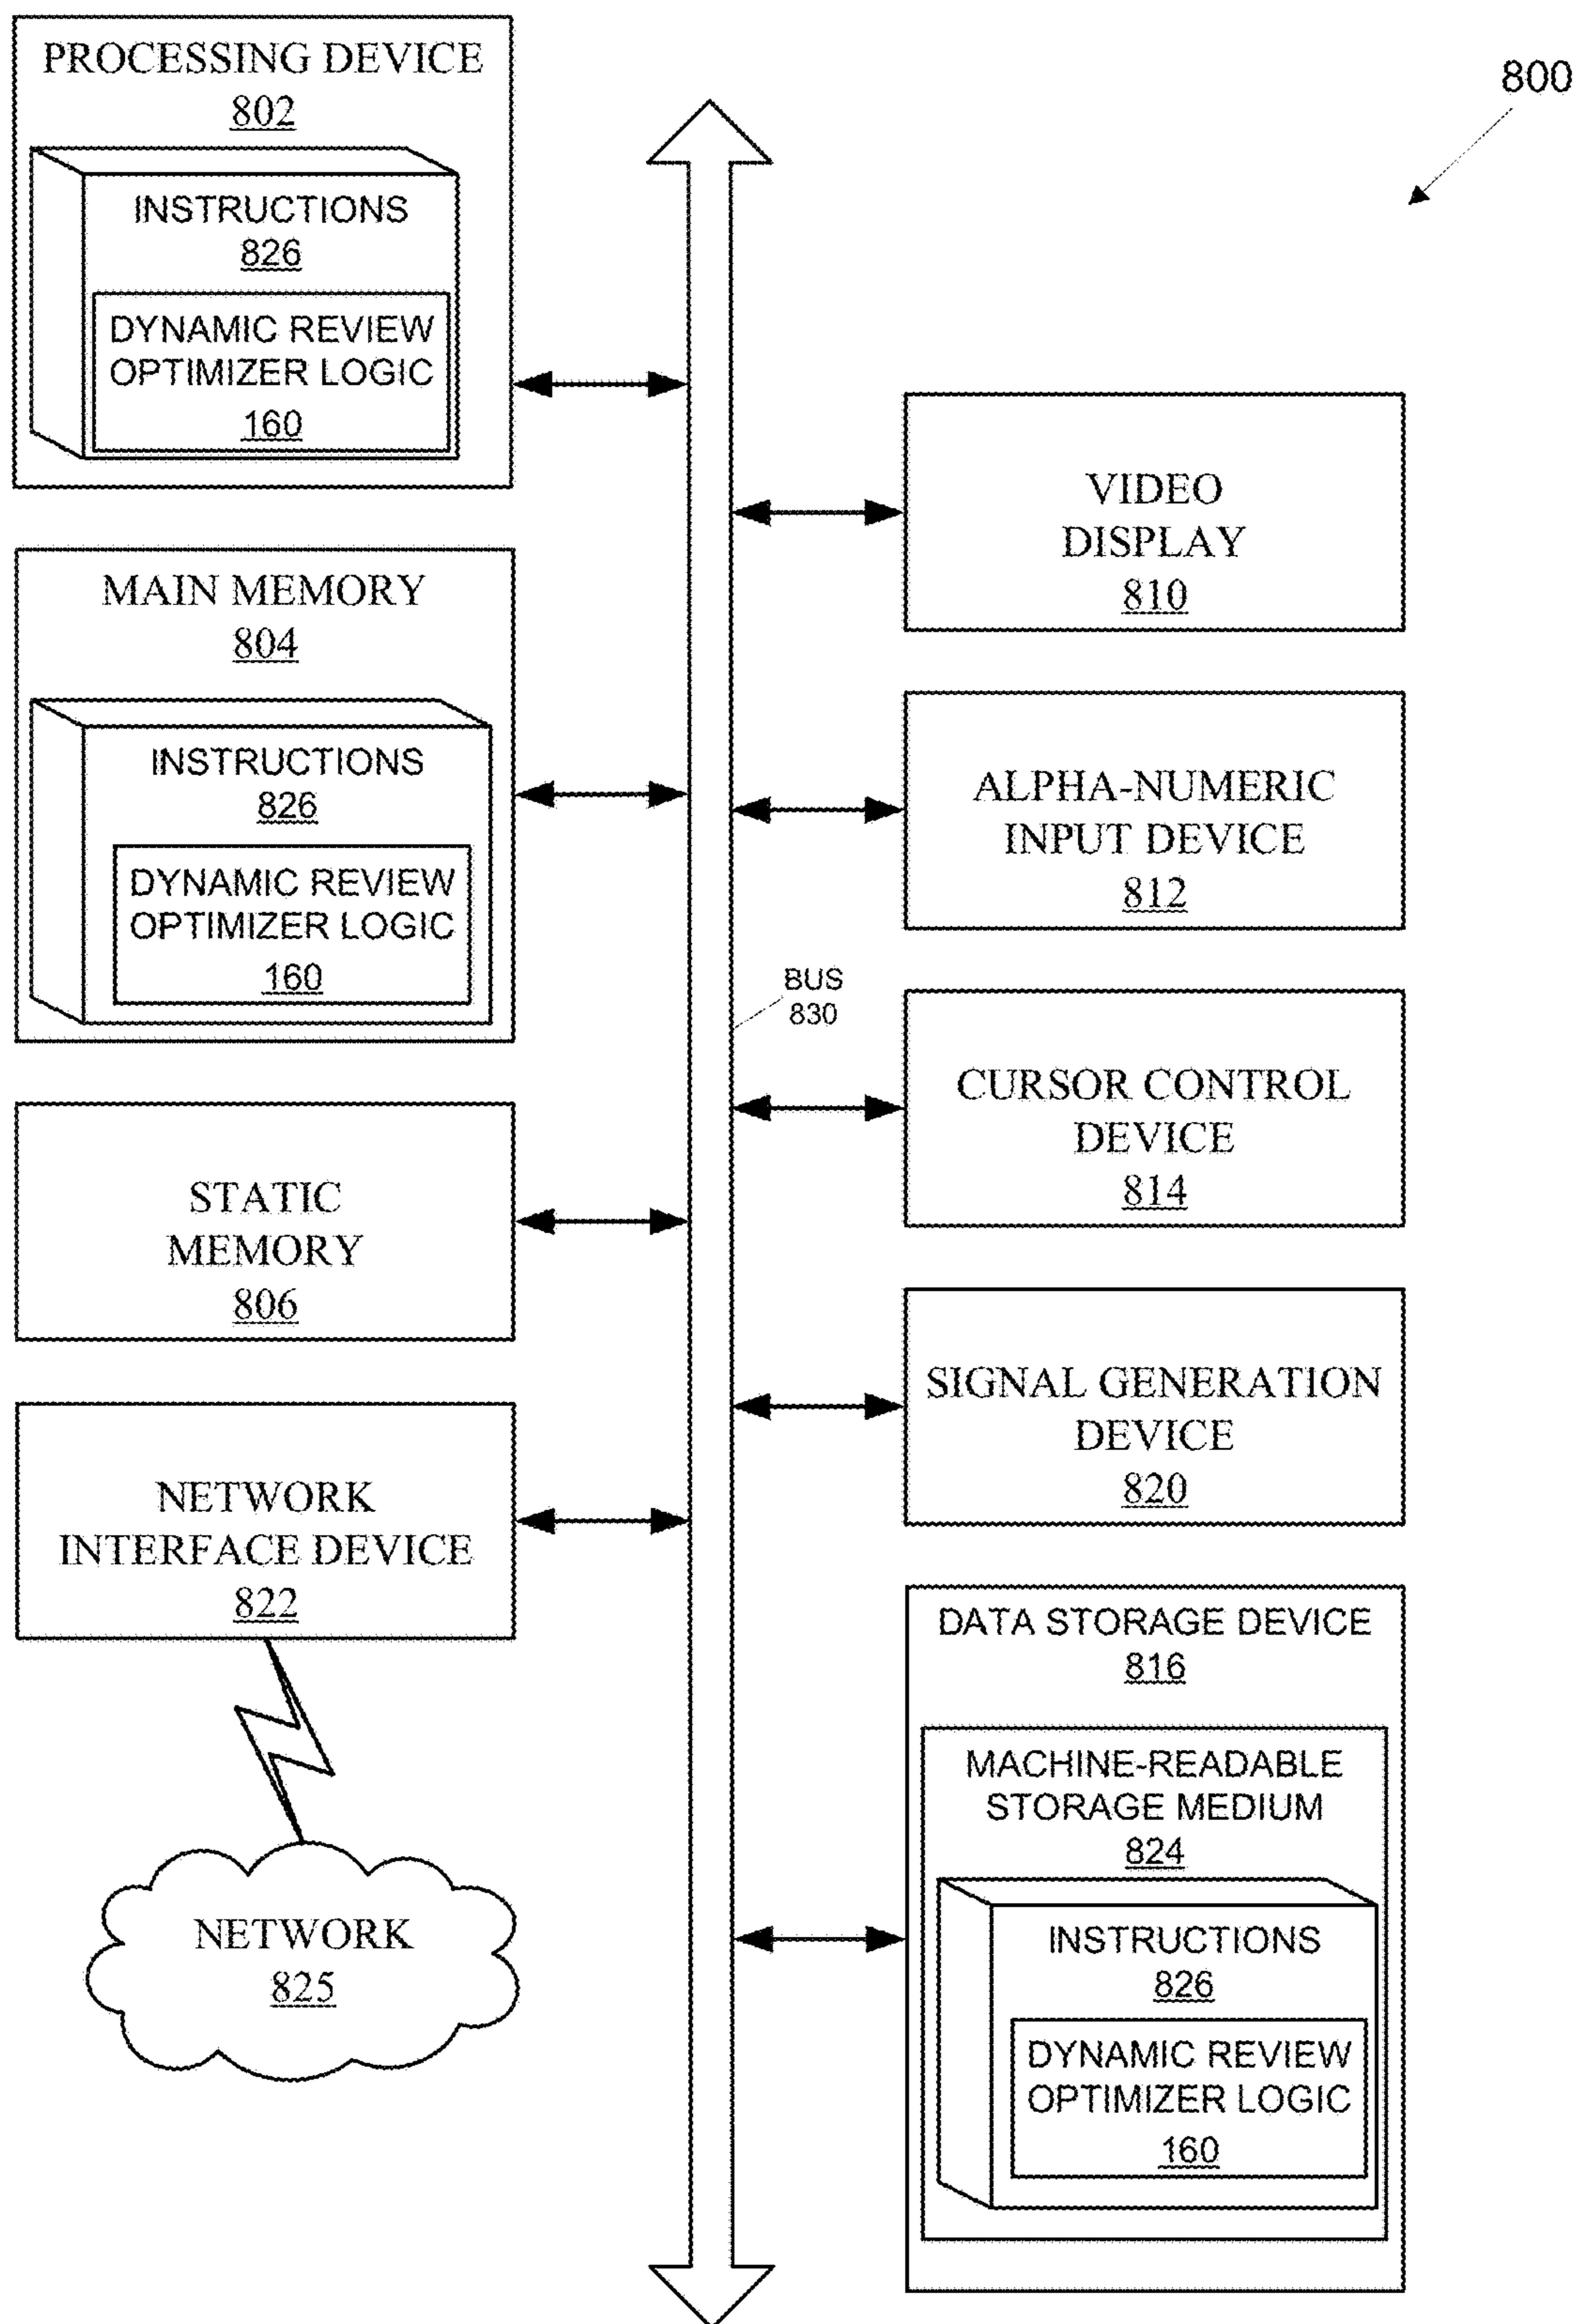 800
PROCESSING DEVICE
802
INSTRUCTIONS
826
DYNAMIC REVIEW
OPTIMIZER LOGIC
160
MAIN MEMORY
804
INSTRUCTIONS
826
DYNAMIC REVIEW
OPTIMIZER LOGIC
160
STATIC
MEMORY
806
NETWORK
INTERFACE DEVICE
822
NETWORK
825
BUS
830
VIDEO
DISPLAY
810
ALPHA-NUMERIC
INPUT DEVICE
812
CURSOR CONTROL
DEVICE
814
SIGNAL GENERATION
DEVICE
820
DATA STORAGE DEVICE
816
MACHINE-READABLE
STORAGE MEDIUM
824
INSTRUCTIONS
826
DYNAMIC REVIEW
OPTIMIZER LOGIC
160